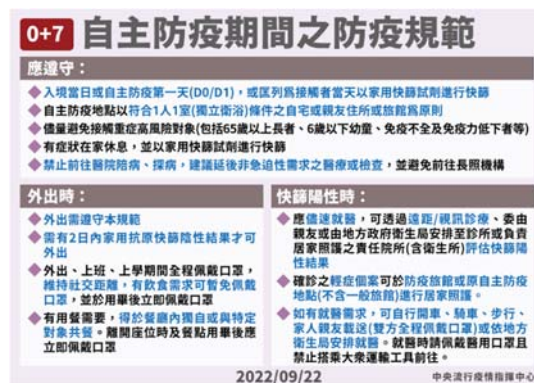 0+7 自主防疫期間之防疫規範
應遵守：
◆入境當日或自主防疫第一天(D0/D1)，或匡列為接觸者當天以家用快篩試劑進行快篩
◆自主防疫地點以符合1人1室(獨立衛浴)條件之自宅或親友住所或旅館為原則
◆儘量避免接觸重症高風險對象(包括65歲以上長者、6歲以下幼童、免疫不全及免疫力低下者等)
◆有症狀在家休息，並以家用快篩試劑進行快篩
◆禁止前往醫院陪病、探病，建議延後非急迫性需求之醫療或檢查，並避免前往長照機構
外出時：
◆外出需遵守本規範
◆需有2日內家用抗原快篩陰性結果才可
外出
◆外出、上班、上學期間全程佩戴口罩，
維持社交距離，有飲食需求可暫免佩戴
口罩，並於用畢後立即佩戴口罩
◆有用餐需要，得於餐廳內獨自或與特定
對象共餐。離開座位時及餐點用畢後應
立即佩戴口罩
快篩陽性時：
◆應儘速就醫，可透過遠距/視訊診療、委由
親友或由地方政府衛生局安排至診所或負責
居家照護之責任院所(含衛生所)評估快篩陽
性結果
◆確診之輕症個案可於防疫旅館或原自主防疫
地點(不含一般旅館)進行居家照護。
◆如有就醫需求，可自行開車、騎車、步行、
家人親友載送(雙方全程佩戴口罩)或依地方
衛生局安排就醫。就醫時請佩戴醫用口罩且
禁止搭乘大眾運輸工具前往。
2022/09/22
中央流行疫情指揮中心